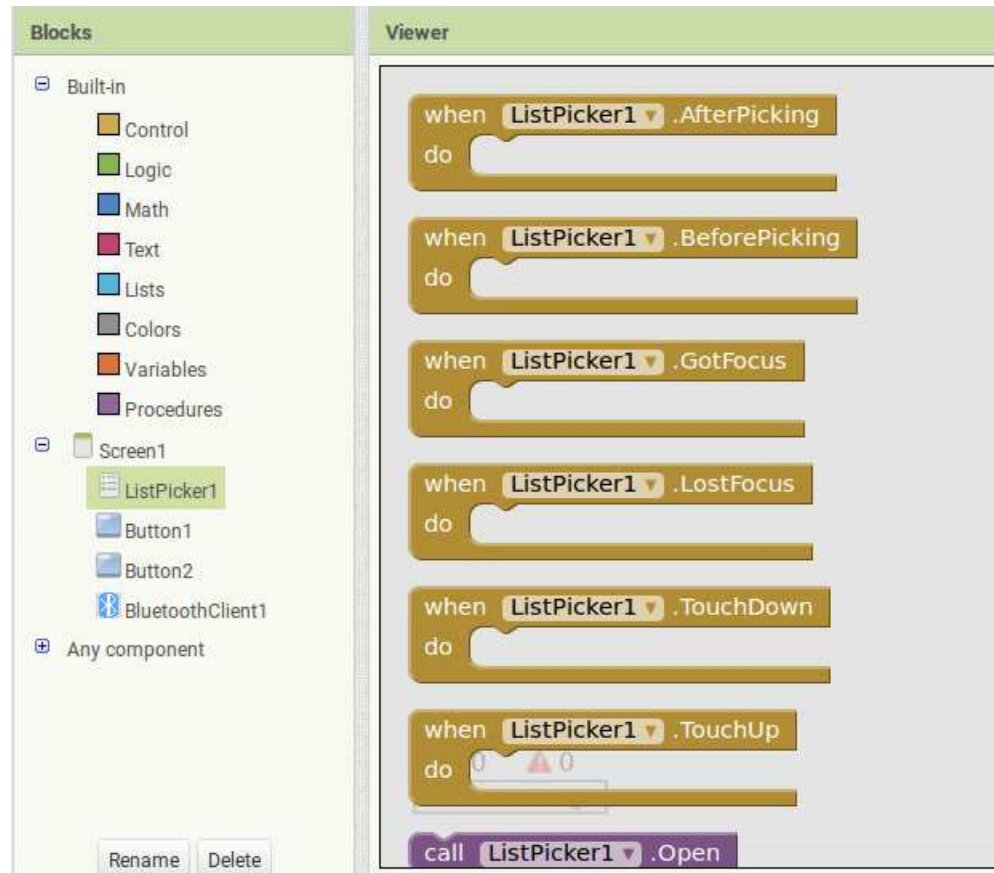 Blocks
Built-in
Control
Logic
Math
Text
Lists
Colors
Variables
Procedures
Screen1
ListPicker1
Button1
Button2
BluetoothClient1
Any component
Rename Delete
Viewer
when ListPicker1 .AfterPicking
do
when ListPicker1 .BeforePicking
do
when ListPicker1 .GotFocus
do
when ListPicker1 .LostFocus
do
when ListPicker1 .TouchDown
do
when ListPicker1 .TouchUp
do
0 0
call ListPicker1 .Open